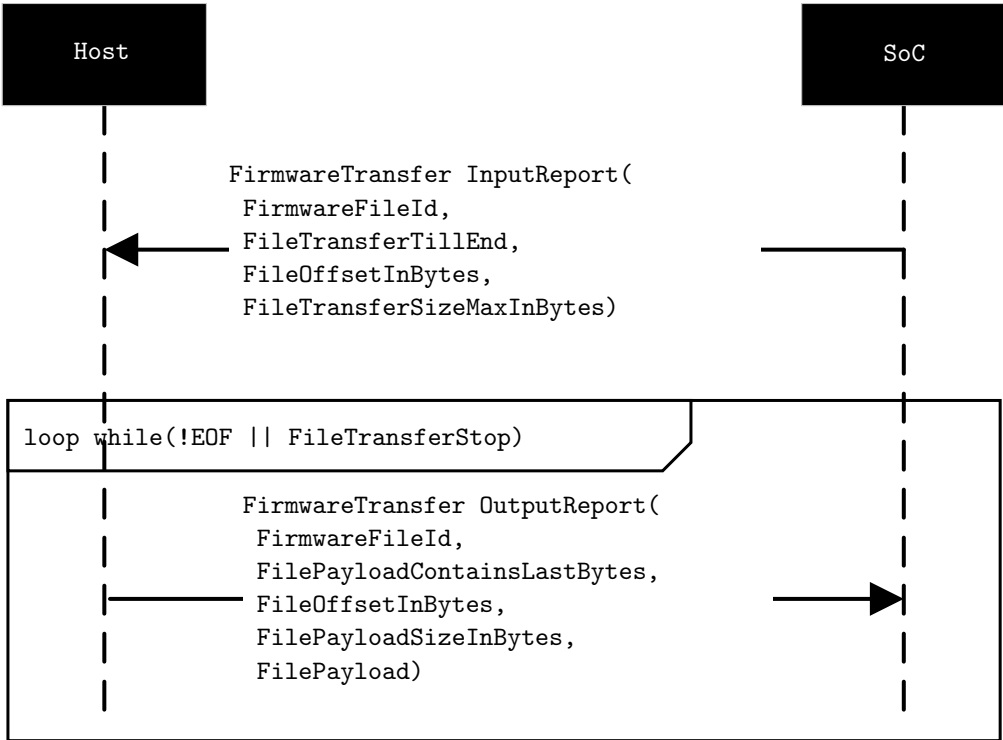 Host
SoC
FirmwareTransfer InputReport(
FirmwareFileId,
FileTransferTillEnd,
FileOffsetInBytes,
FileTransferSizeMaxInBytes)
loop while(!EOF || FileTransferStop)
FirmwareTransfer OutputReport(
FirmwareFileId,
FilePayloadContainsLastBytes,
FileOffsetInBytes,
FilePayloadSizeInBytes,
FilePayload)